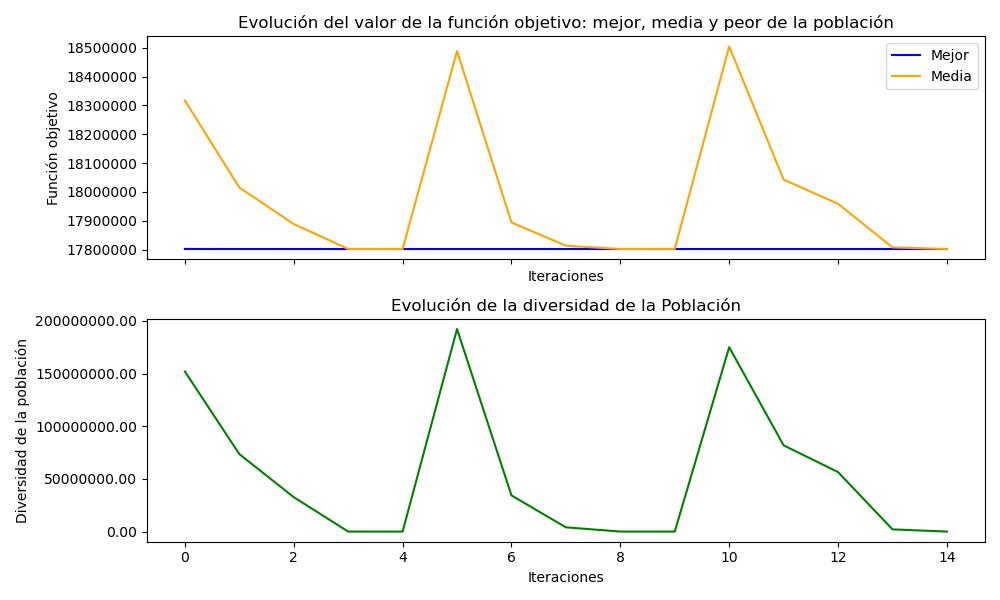 Evolución del valor de la función objetivo: mejor, media y peor de la población
18500000
18400000
18300000
18200000
18100000
18000000
17900000
17800000
Función objetivo
Mejor
Media
Iteraciones
Evolución de la diversidad de la Población
200000000.00
150000000.00
100000000.00
50000000.00
0.00
Diversidad de la población
0 2 4 6 8 10 12 14
Iteraciones